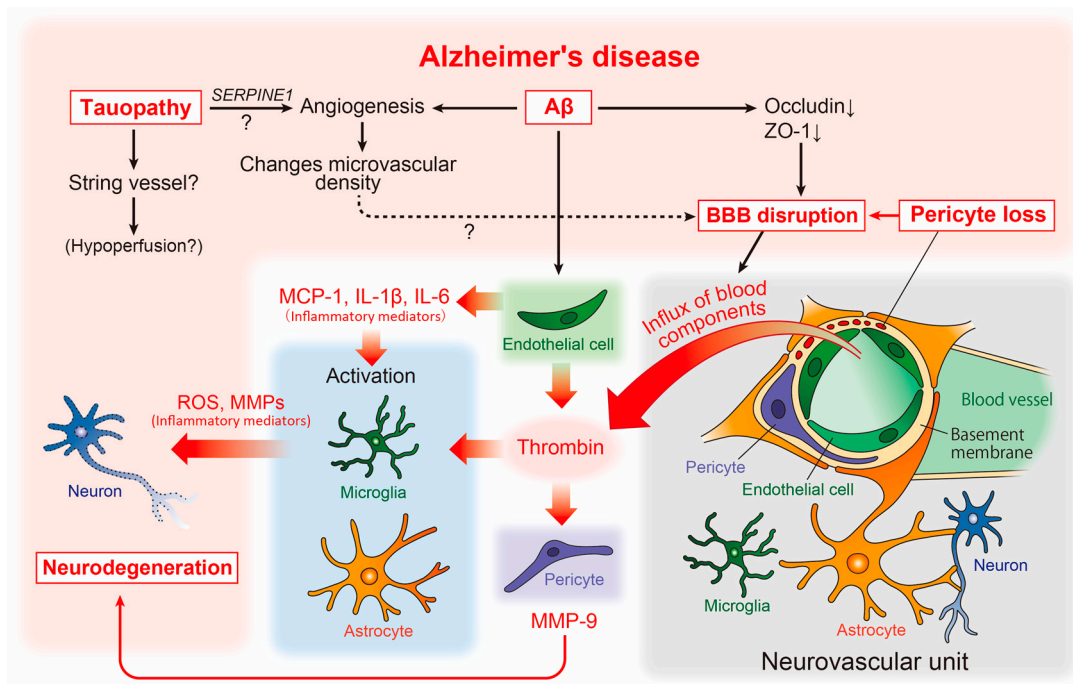 Alzheimer's disease
Tauopathy
SERPINE1
?
Angiogenesis
Aβ
Occludin↓
ZO-1↓
String vessel?
Changes microvascular
density
(Hypoperfusion?)
?
BBB disruption
Pericyte loss
MCP-1, IL-1β, IL-6
(Inflammatory mediators)
Endothelial cell
Influx of blood
components
Activation
ROS, MMPs
(Inflammatory mediators)
Neuron
Microglia
Thrombin
Astrocyte
Pericyte
MMP-9
Neurodegeneration
Blood vessel
Basement
membrane
Pericyte
Endothelial cell
Microglia
Astrocyte
Neuron
Neurovascular unit